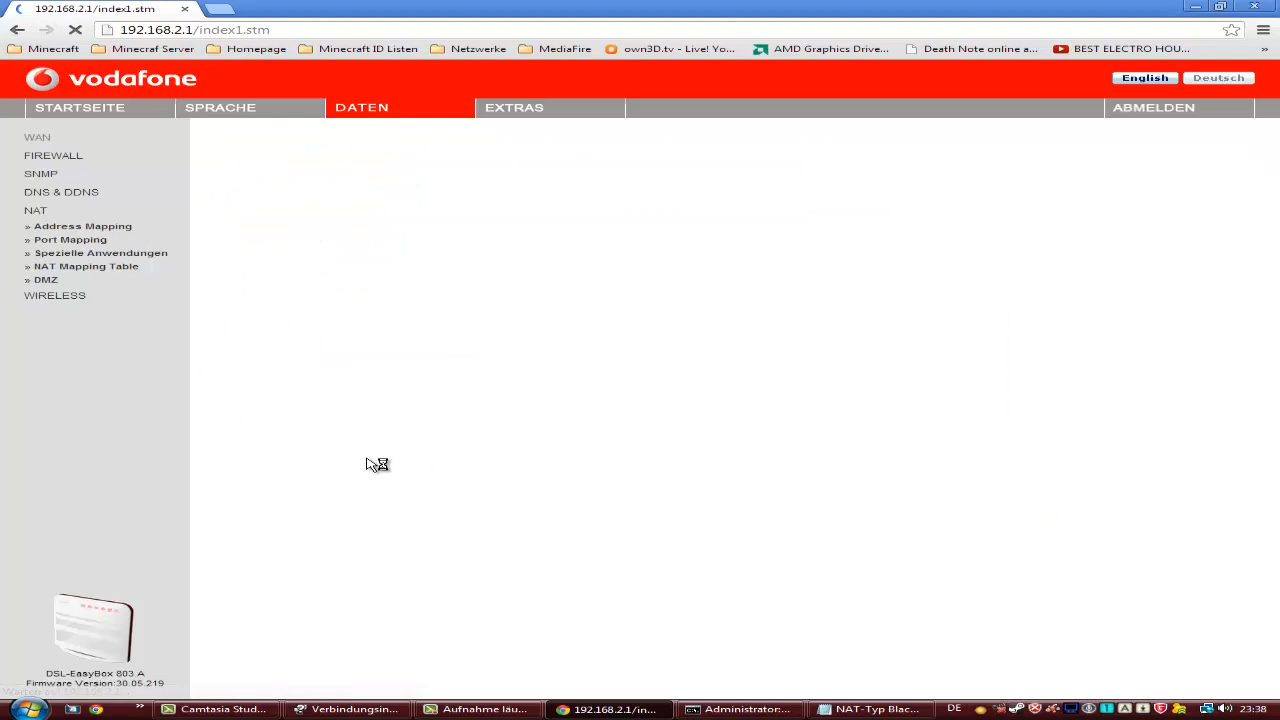 192.168.2.1/index1.stm
192.168.2.1/index1.stm
Minecraft Minecraf Server Homepage Minecraft ID Listen Netzwerke MediaFire own3D.tv - Live! Yo... AMD Graphics Drive... Death Note online a... BEST ELECTRO HOU... »
vodafone English Deutsch
STARTSEITE SPRACHE DATEN EXTRAS ABMELDEN
WAN
FIREWALL
SNMP
DNS & DDNS
NAT
» Address Mapping
» Port Mapping
» Spezielle Anwendungen
» NAT Mapping Table
» DMZ
WIRELESS
DSL-EasyBox 803 A
Firmware Version:30.05.219
» Camtasia Stud... Verbindungsin... Aufnahme läu... 192.168.2.1/in... Administrator:... NAT-Typ Blac... DE 23:38